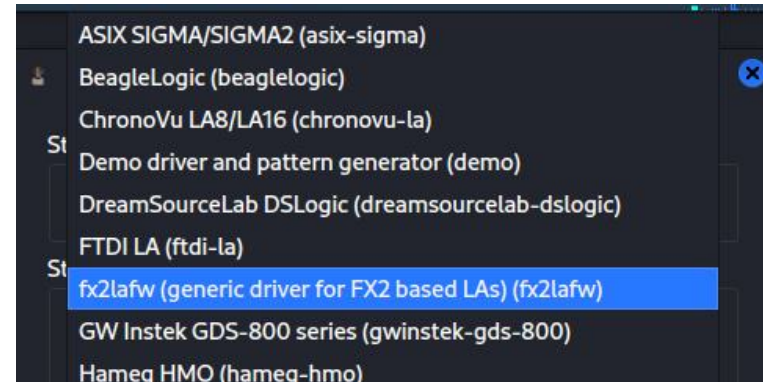 ASIX SIGMA/SIGMA2 (asix-sigma)
BeagleLogic (beaglelogic)
ChronoVu LA8/LA16 (chronovu-la)
St
Demo driver and pattern generator (demo)
DreamSourceLab DSLogic (dreamsourcelab-dslogic)
FTDI LA (ftdi-la)
St
fx2lafw (generic driver for FX2 based LAs) (fx2lafw)
GW Instek GDS-800 series (gwinstek-gds-800)
Hameg HMO (hameg-hmo)